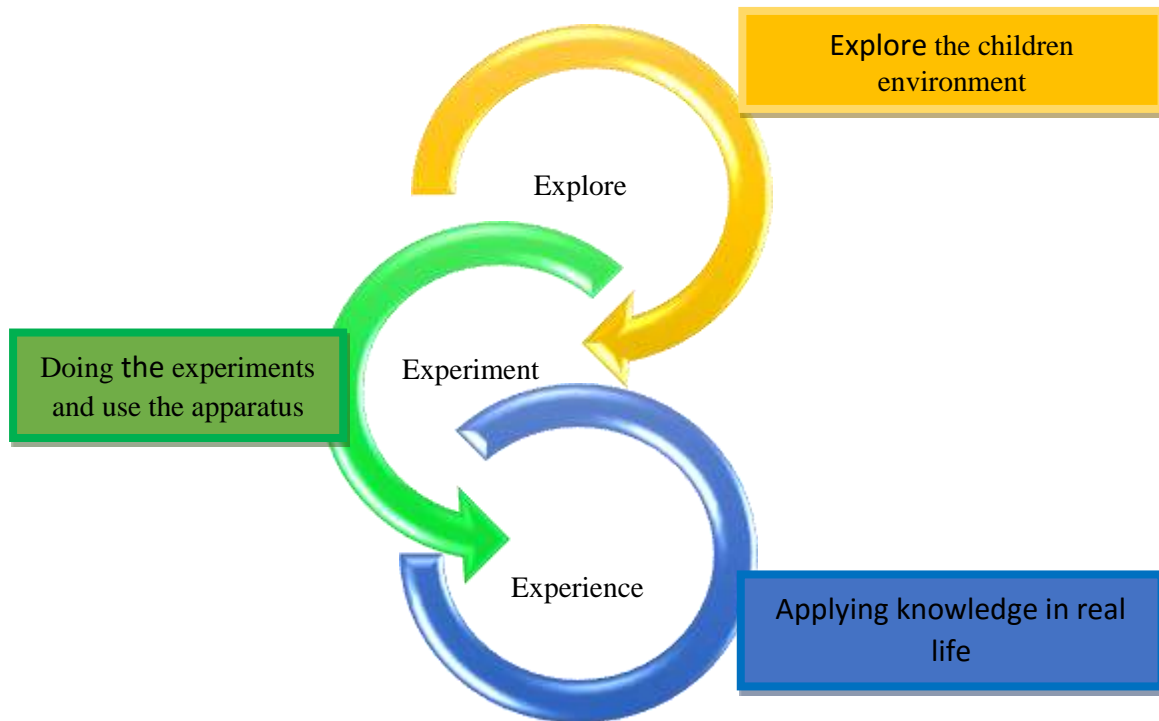 Explore the children
environment
Explore
Doing the experiments
and use the apparatus
Experiment
Experience
Applying knowledge in real
life